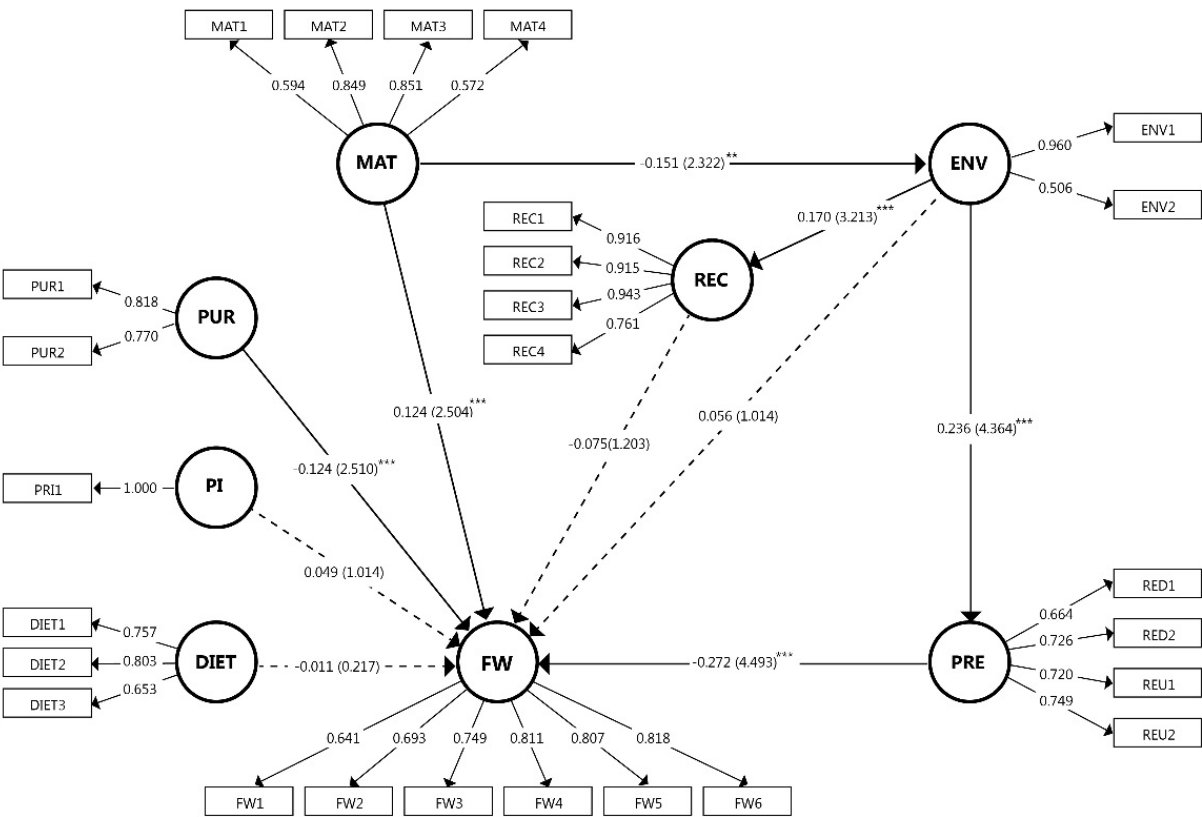 MAT1 MAT2 MAT3 MAT4
0.594 0.849 0.851 0.572
MAT
-0.151 (2.322)**
ENV
0.960
ENV1
0.506
ENV2
0.170 (3.213)***
REC1
REC2
REC3
REC4
0.916
0.915
0.943
0.761
REC
PUR1
PUR2
0.818
0.770
PUR
0.124 (2.504)***
-0.075(1.203)
0.056 (1.014)
0.236 (4.364)***
-0.124 (2.510)***
PRI1
1.000
PI
0.049 (1.014)
DIET1
DIET2
DIET3
0.757
0.803
0.653
DIET
-0.011 (0.217)
FW
-0.272 (4.493)***
PRE
0.664
0.726
0.720
0.749
RED1
RED2
REU1
REU2
0.641 0.693 0.749 0.811 0.807 0.818
FW1 FW2 FW3 FW4 FW5 FW6